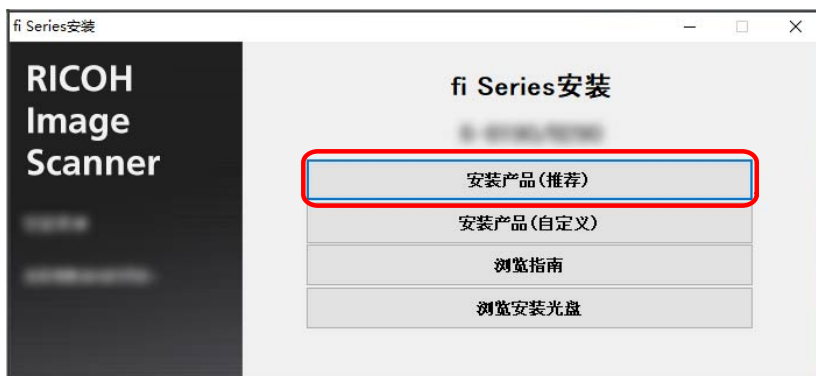 fi Series安装
RICOH
Image
Scanner
fi Series安装
安装产品(推荐)
安装产品(自定义)
浏览指南
浏览安装光盘